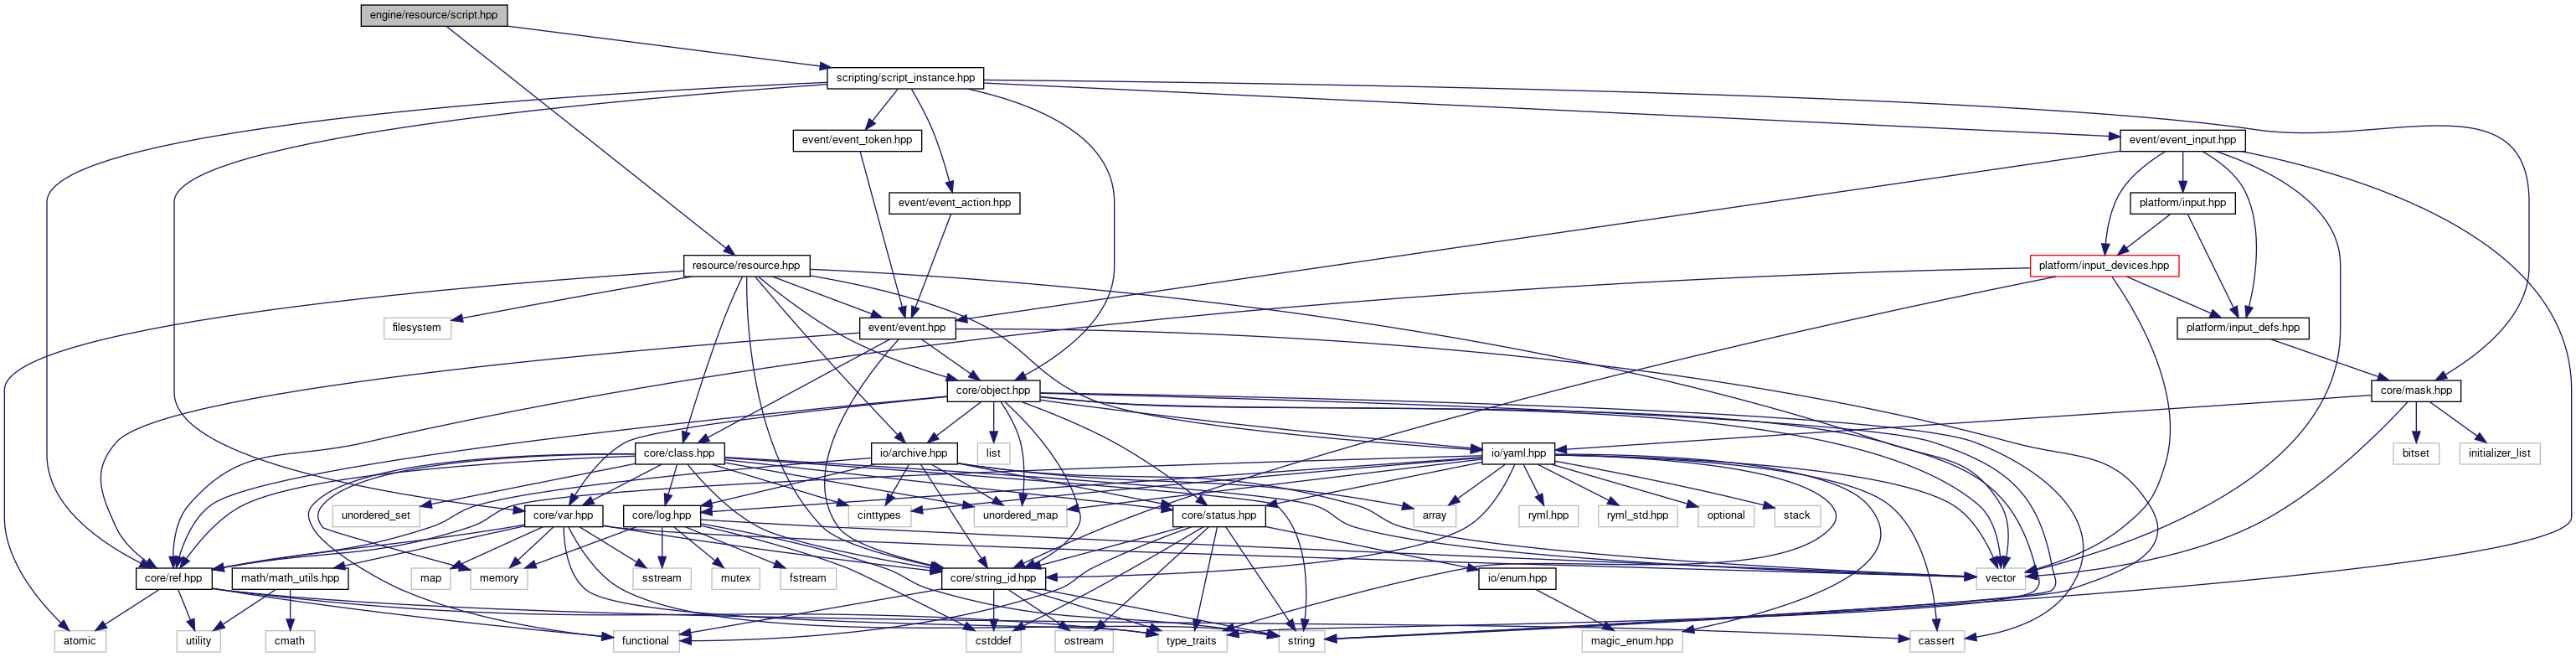 engine/resource/script.hpp
scripting/script_instance.hpp
event/event_token.hpp
event/event_input.hpp
event/event_action.hpp
platform/input.hpp
resource/resource.hpp
platform/input_devices.hpp
filesystem
event/event.hpp
platform/input_defs.hpp
core/object.hpp
core/mask.hpp
core/class.hpp
io/archive.hpp
list
io/yaml.hpp
bitset
initializer_list
unordered_set
core/var.hpp
core/log.hpp
cinttypes
unordered_map
core/status.hpp
array
ryml.hpp
ryml_std.hpp
optional
stack
core/ref.hpp
math/math_utils.hpp
map
memory
sstream
mutex
fstream
core/string_id.hpp
io/enum.hpp
vector
atomic
utility
cmath
functional
cstddef
ostream
type_traits
string
magic_enum.hpp
cassert